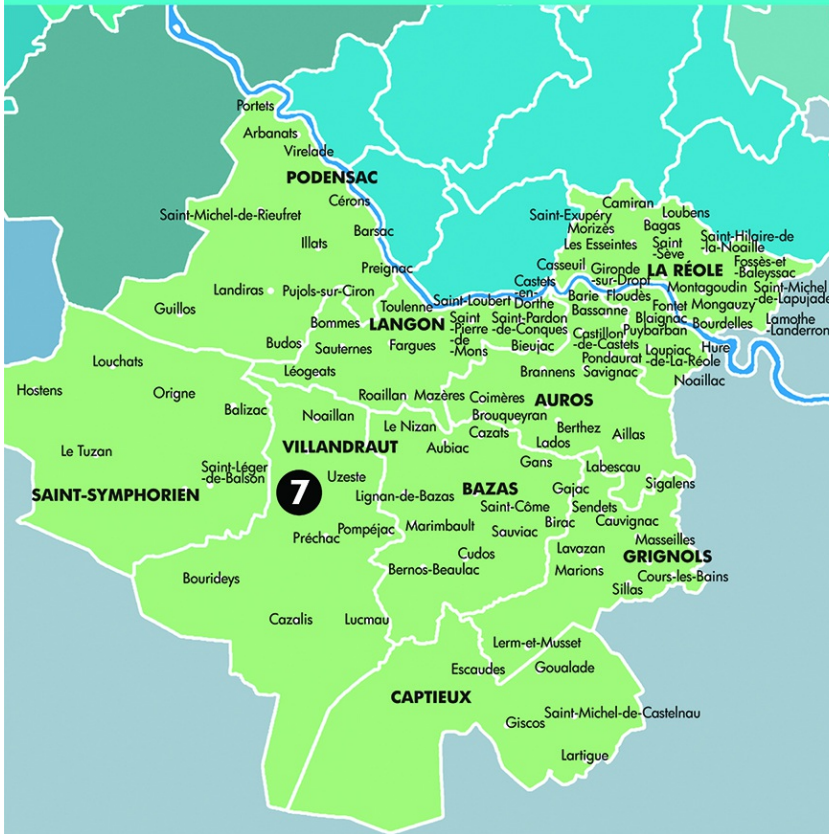 Portets
Arbanats
Virelade
PODENSAC
Cérons
Saint-Michel-de-Rieufret
Barsac
Illats
Preignac
Landiras
Pujols-sur-Ciron
Guillos
Bommes
Budos
Sauternes
Léogeats
Toulenne
LANGON
Fargues
Saint-Loubert
Saint
-Pierre
-de
-Mons
Castets
-en-
Dorthe
Saint-Pardon
-de-Conques
Bieujac
Roaillan
Mazères
Camiran
Saint-Exupéry
Loubens
Morizès
Bagas
Les Esseintes
Saint
-Sève
Saint-Hilaire-de
-la-Noaille
Casseuil
Gironde
-sur-Dropt
LA RÉOLE
Fossès-et
-Baleyssac
Montagoudin
Saint-Michel
-de-Lapujade
Barie
Floudès
Bassanne
Fontet
Mongauzy
Blaignac
Bourdelles
Lamothe
-Landerron
Puybarban
Castillon
-de-Castets
Hure
Loupiac
-de-La-Réole
Pondaurat
Savignac
Noaillac
Brannens
Coimères
AUROS
Brouqueyran
Berthez
Aillas
Lados
Labescau
Sigalens
Louchats
Hostens
Origne
Balizac
Le Tuzan
Saint-Léger
-de-Balson
SAINT-SYMPHORIEN
Noaillan
VILLANDRAUT
7
Uzeste
Préchac
Pompéjac
Bourideys
Cazalis
Lucmau
Le Nizan
Cazats
Aubiac
Gans
BAZAS
Lignan-de-Bazas
Saint-Côme
Gajac
Marimbault
Sauviac
Birac
Cudos
Bernos-Beaulac
Sendets
Cauvignac
Masseilles
Lavazan
GRIGNOLS
Marions
Cours-les-Bains
Sillas
Lerm-et-Musset
Escaudes
Goualade
CAPTIEUX
Saint-Michel-de-Castelnau
Giscos
Lartigue